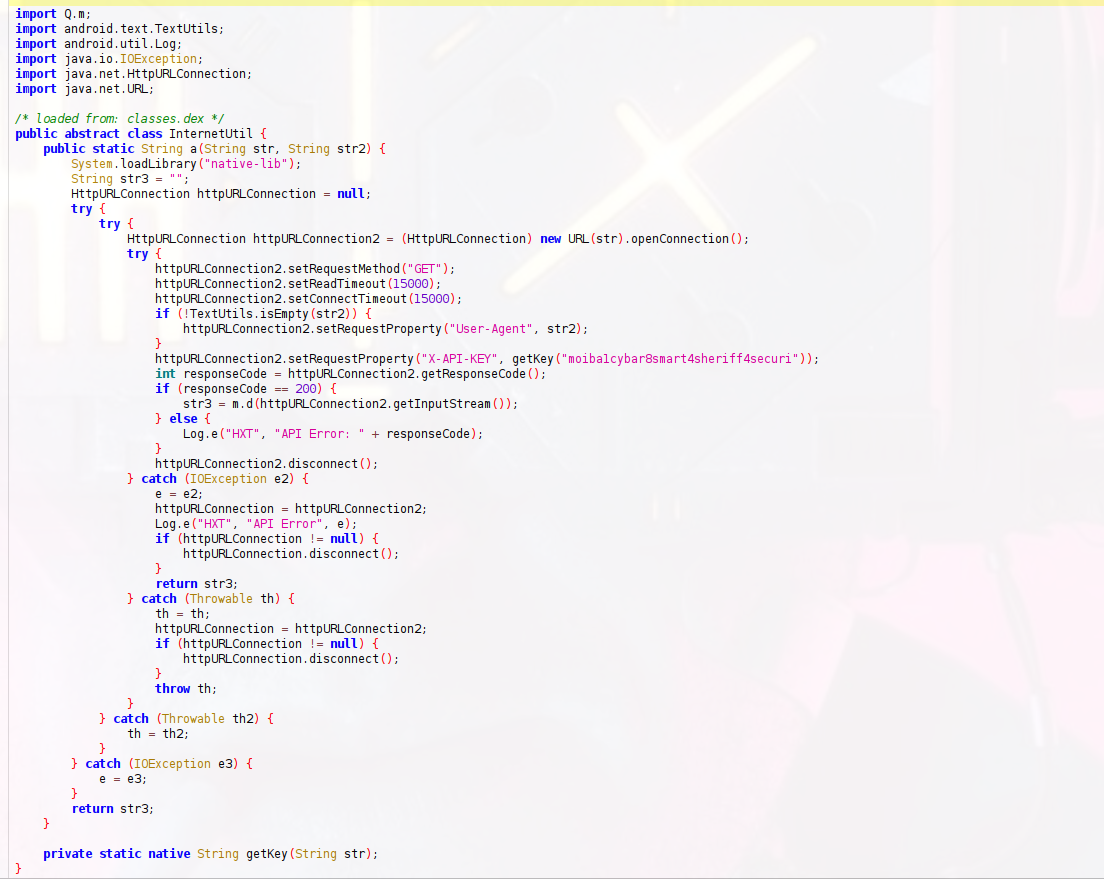 import Q.m;
import android.text.TextUtils;
import android.util.Log;
import java.io.IOException;
import java.net.HttpURLConnection;
import java.net.URL;

/* loaded from: classes.dex */
public abstract class InternetUtil {
    public static String a(String str, String str2) {
        System.loadLibrary("native-lib");
        String str3 = "";
        HttpURLConnection httpURLConnection = null;
        try {
            try {
                HttpURLConnection httpURLConnection2 = (HttpURLConnection) new URL(str).openConnection();
                try {
                    httpURLConnection2.setRequestMethod("GET");
                    httpURLConnection2.setReadTimeout(15000);
                    httpURLConnection2.setConnectTimeout(15000);
                    if (!TextUtils.isEmpty(str2)) {
                        httpURLConnection2.setRequestProperty("User-Agent", str2);
                    }
                    httpURLConnection2.setRequestProperty("X-API-KEY", getKey("moiba1cybar8smart4sheriff4securi"));
                    int responseCode = httpURLConnection2.getResponseCode();
                    if (responseCode == 200) {
                        str3 = m.d(httpURLConnection2.getInputStream());
                    } else {
                        Log.e("HXT", "API Error: " + responseCode);
                    }
                    httpURLConnection2.disconnect();
                } catch (IOException e2) {
                    e = e2;
                    httpURLConnection = httpURLConnection2;
                    Log.e("HXT", "API Error", e);
                    if (httpURLConnection != null) {
                        httpURLConnection.disconnect();
                    }
                    return str3;
                } catch (Throwable th) {
                    th = th;
                    httpURLConnection = httpURLConnection2;
                    if (httpURLConnection != null) {
                        httpURLConnection.disconnect();
                    }
                    throw th;
                }
            } catch (Throwable th2) {
                th = th2;
            }
        } catch (IOException e3) {
            e = e3;
        }
        return str3;
    }

    private static native String getKey(String str);
}